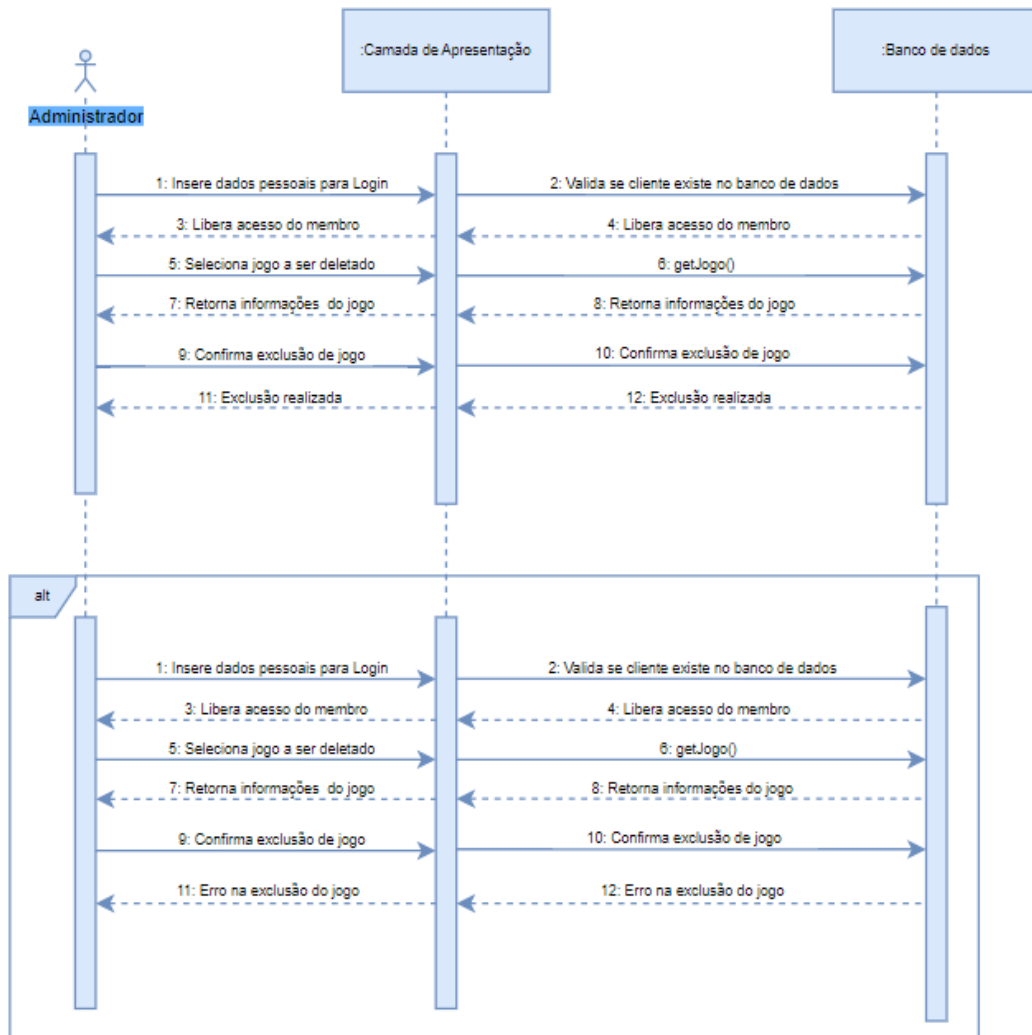 :Camada de Apresentação
:Banco de dados
Administrador
1: Insere dados pessoais para Login
2: Valida se cliente existe no banco de dados
3: Libera acesso do membro
4: Libera acesso do membro
5: Seleciona jogo a ser deletado
6: getJogo()
7: Retorna informações do jogo
8: Retorna informações do jogo
9: Confirma exclusão de jogo
10: Confirma exclusão de jogo
11: Exclusão realizada
12: Exclusão realizada
alt
1: Insere dados pessoais para Login
2: Valida se cliente existe no banco de dados
3: Libera acesso do membro
4: Libera acesso do membro
5: Seleciona jogo a ser deletado
6: getJogo()
7: Retorna informações do jogo
8: Retorna informações do jogo
9: Confirma exclusão de jogo
10: Confirma exclusão de jogo
11: Erro na exclusão do jogo
12: Erro na exclusão do jogo